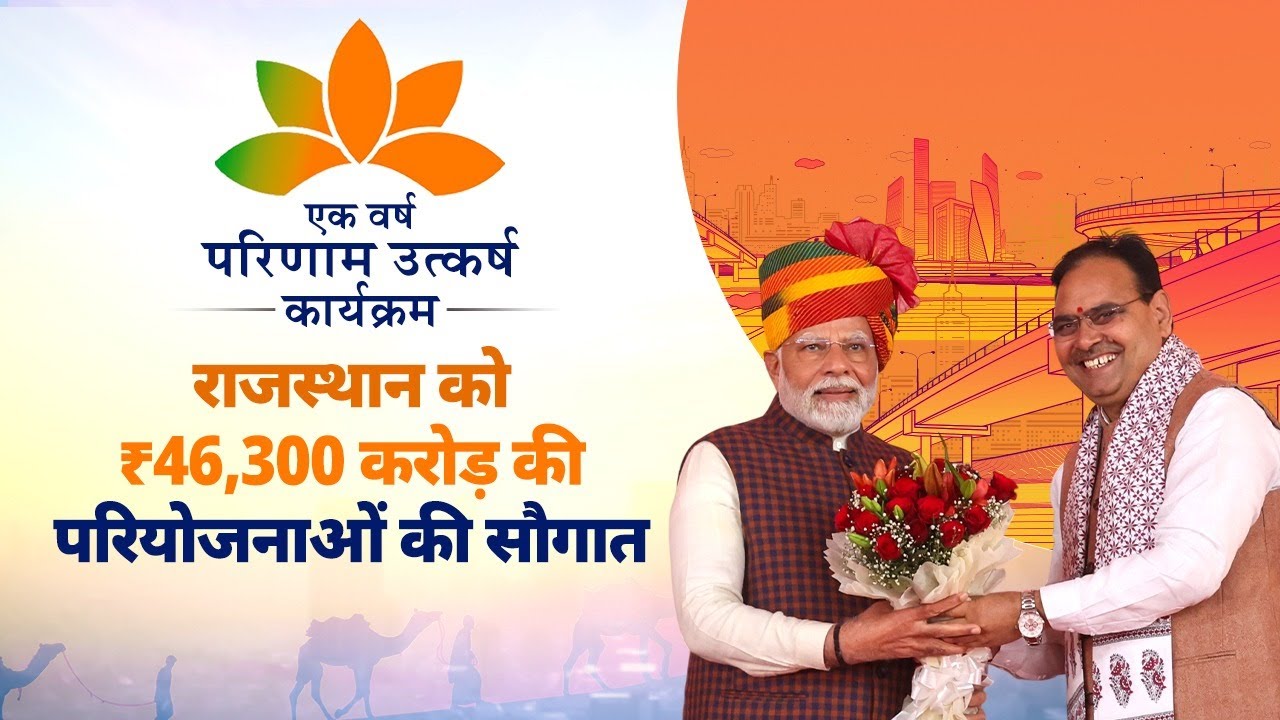 एक वर्ष
परिणाम उत्कर्ष
कार्यक्रम
राजस्थान को
₹46,300 करोड़ की
परियोजनाओं की सौगात